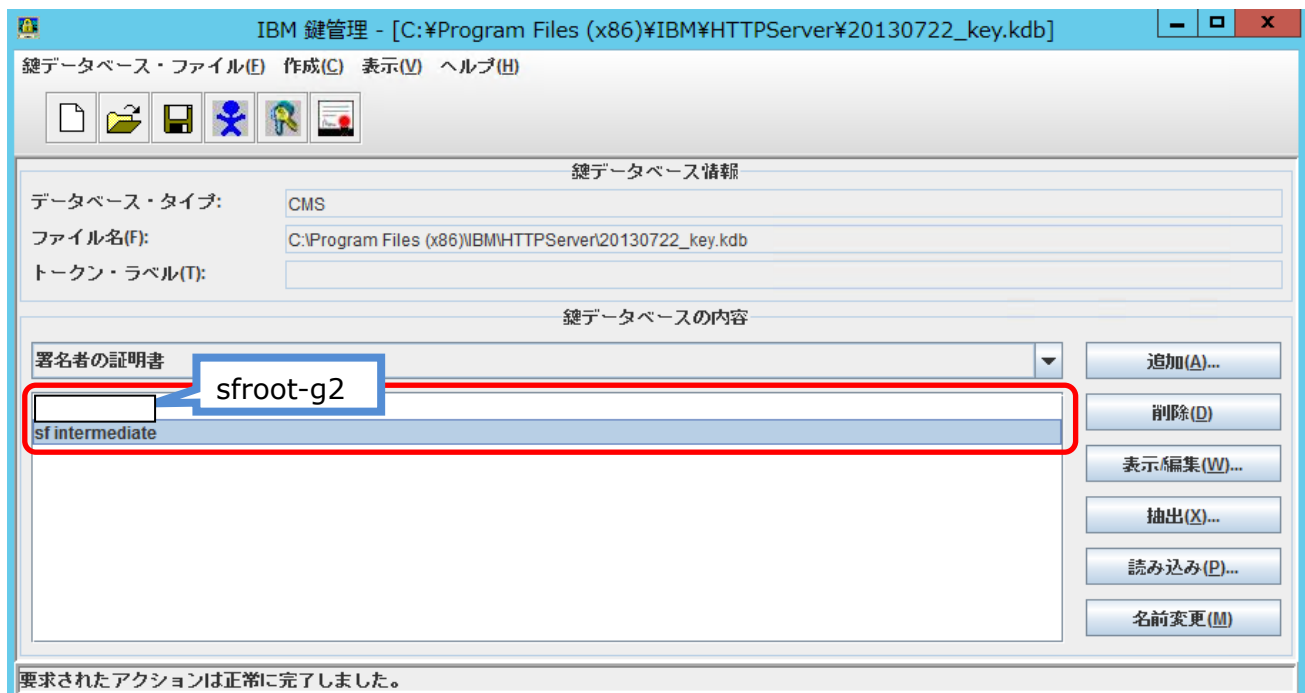 IBM 鍵管理 - [C:¥Program Files (x86)¥IBM¥HTTPServer¥20130722_key.kdb]
鍵データベース・ファイル(F) 作成(C) 表示(V) ヘルプ(H)
鍵データベース情報
データベース・タイプ: CMS
ファイル名(F): C:\Program Files (x86)\IBM\HTTPServer\20130722_key.kdb
トークン・ラベル(T):
鍵データベースの内容
署名者の証明書
sfroot-g2
sf intermediate
追加(A)...
削除(D)
表示/編集(W)...
抽出(X)...
読み込み(P)...
名前変更(M)
要求されたアクションは正常に完了しました。